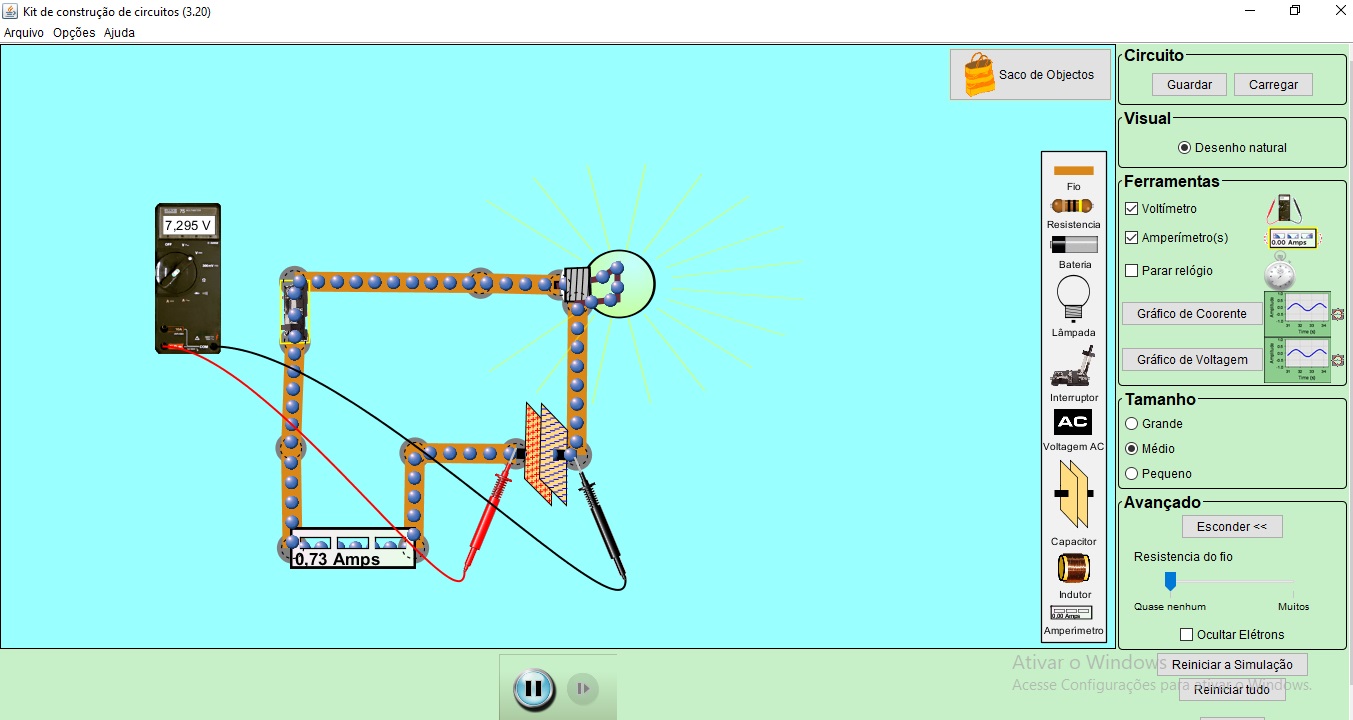 Kit de construção de circuitos (3.20)
Arquivo Opções Ajuda
Saco de Objectos
7,295 V
OFF
COM
0,73 Amps
Fio
Resistencia
Bateria
Lâmpada
Interruptor
AC
Voltagem AC
Capacitor
Indutor
0.00 Amps
Amperimetro
Circuito
Guardar Carregar
Visual
Desenho natural
Ferramentas
Voltímetro
Amperímetro(s)
0.00 Amps
Parar relógio
Gráfico de Coorente
Gráfico de Voltagem
Tamanho
Grande
Médio
Pequeno
Avançado
Esconder <<
Resistencia do fio
Quase nenhum Muitos
Ocultar Elétrons
Ativar o Windows
Acesse Configurações para ativar o Windows.
Reiniciar a Simulação
Reiniciar tudo